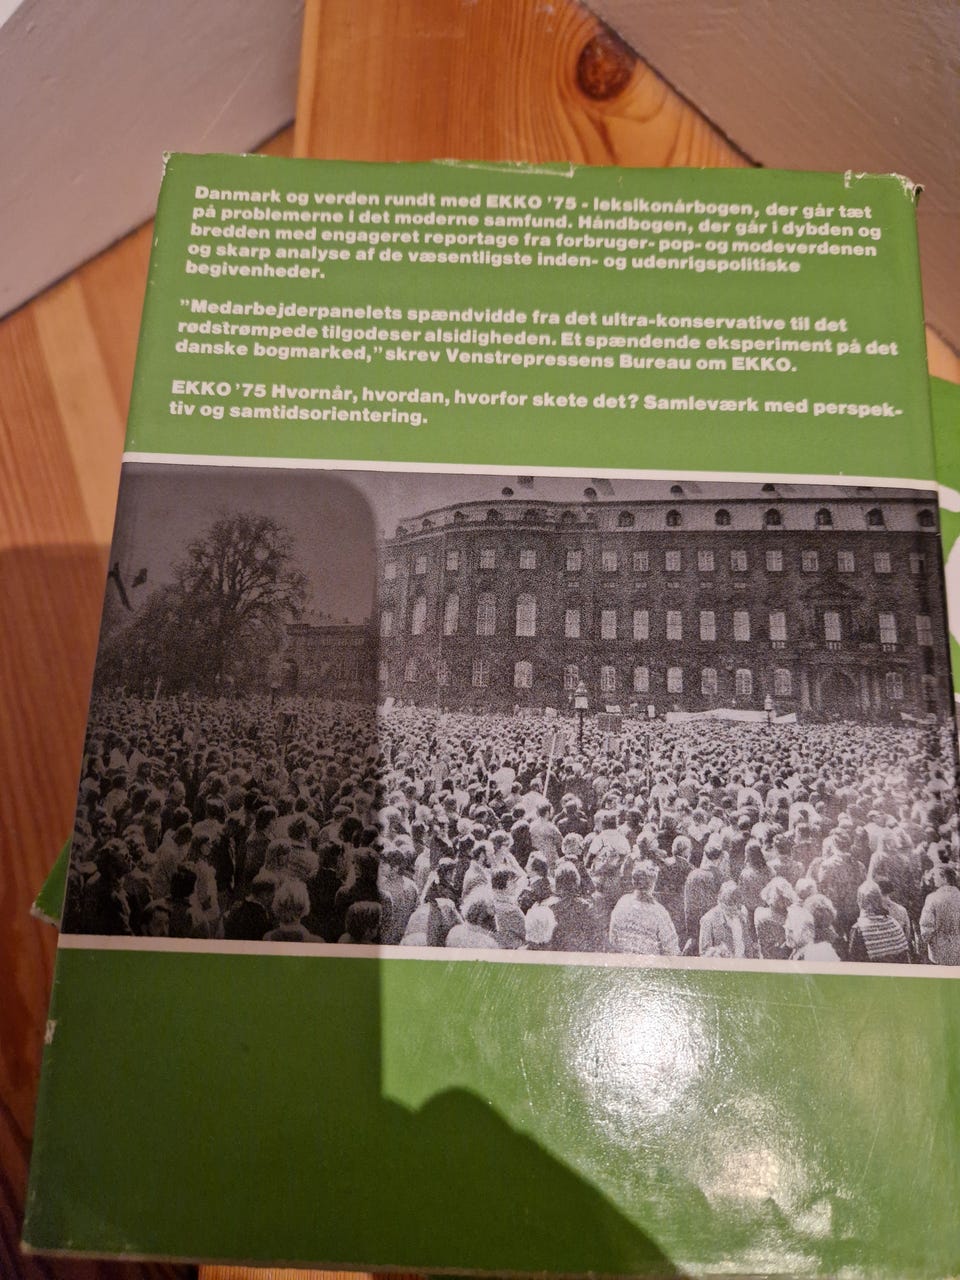 Danmark og verden rundt med EKKO '75 - leksikonårbogen, der går tæt
på problemerne i det moderne samfund. Håndbogen, der går i dybden og
bredden med engageret reportage fra forbruger- pop- og modeverdenen
og skarp analyse af de væsentligste inden- og udenrigspolitiske
begivenheder.
"Medarbejderpanelets spændvidde fra det ultra-konservative til det
rødstrømpede tilgodeser alsidigheden. Et spændende eksperiment på det
danske bogmarked," skrev Venstrepressens Bureau om EKKO.
EKKO '75 Hvornår, hvordan, hvorfor skete det? Samleværk med perspek-
tiv og samtidsorientering.